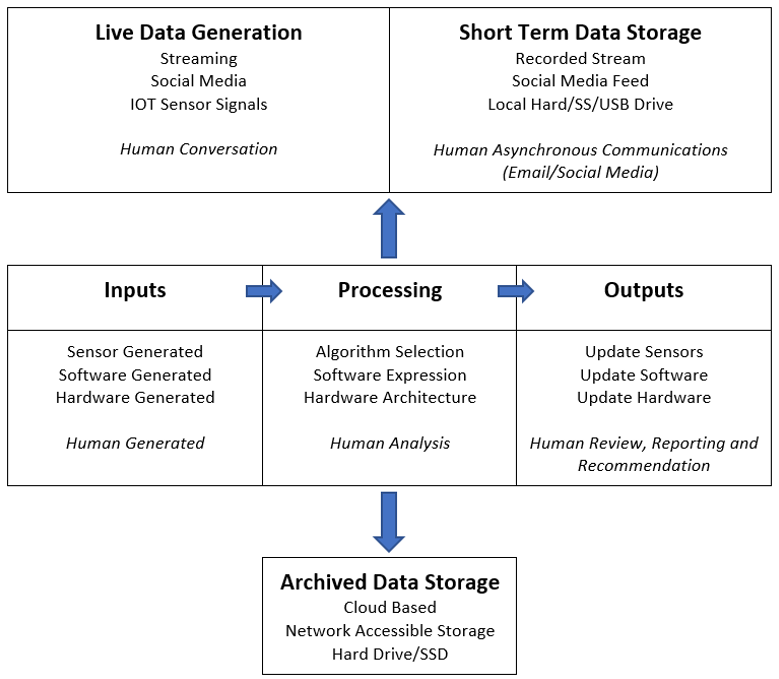 Live Data Generation
Streaming
Social Media
IOT Sensor Signals
Human Conversation
Short Term Data Storage
Recorded Stream
Social Media Feed
Local Hard/SS/USB Drive
Human Asynchronous Communications
(Email/Social Media)
Inputs
Processing
Outputs
Sensor Generated
Software Generated
Hardware Generated
Human Generated
Algorithm Selection
Software Expression
Hardware Architecture
Human Analysis
Update Sensors
Update Software
Update Hardware
Human Review, Reporting and
Recommendation
Archived Data Storage
Cloud Based
Network Accessible Storage
Hard Drive/SSD